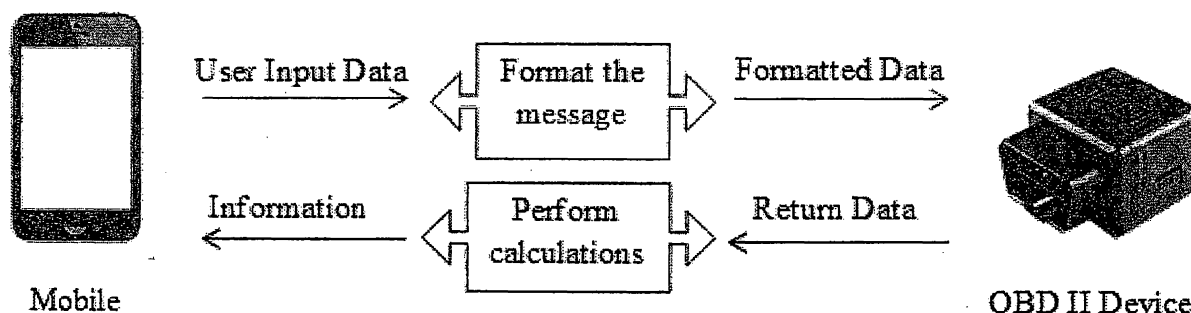 User Input Data
Format the
message
Formatted Data
Information
Perform
calculations
Return Data
Mobile
OBD II Device